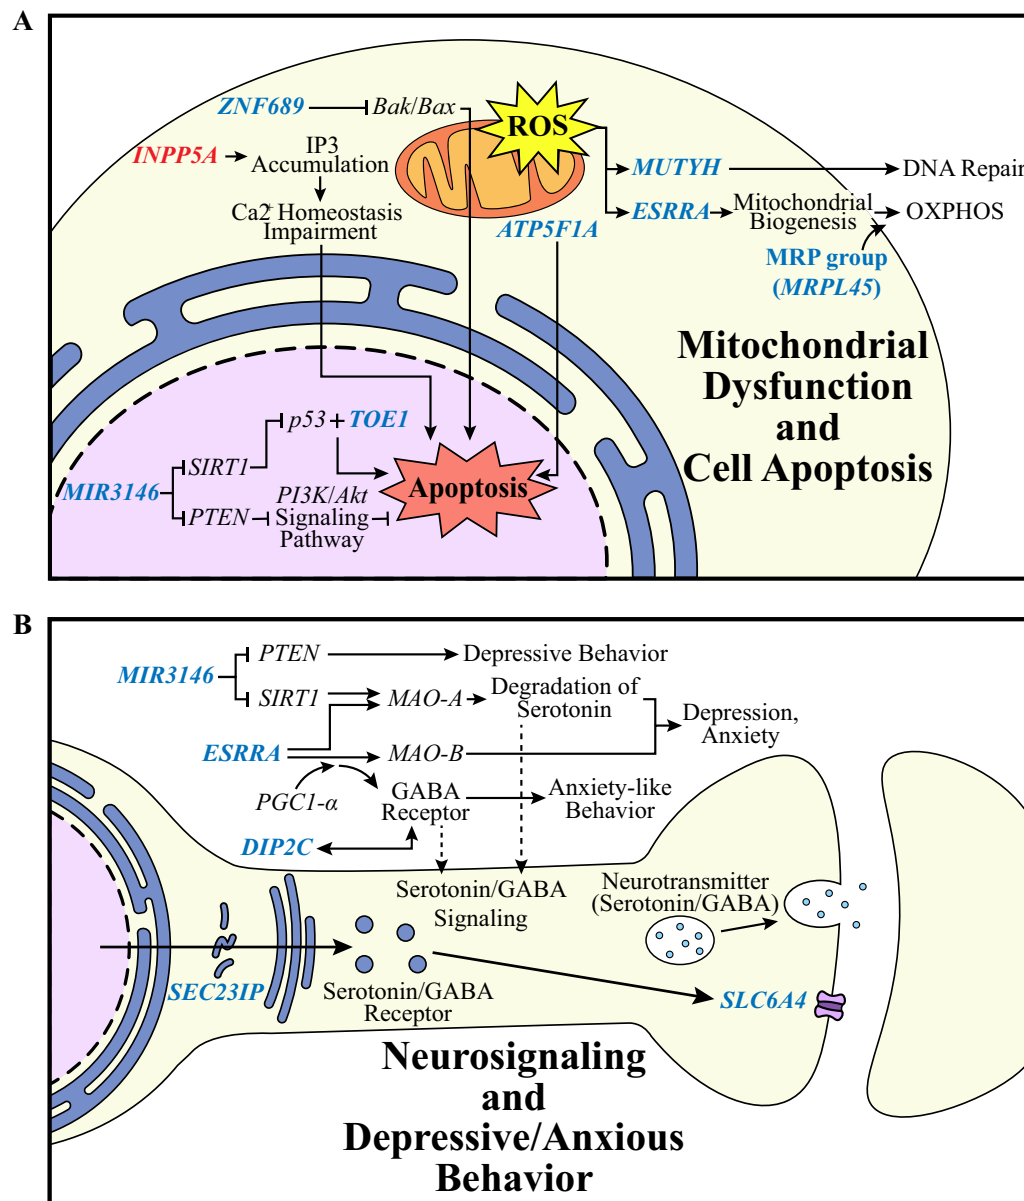 A
ZNF689
Bak/Bax
ROS
INPP5A
IP3
Accumulation
MUTYH
DNA Repair
Ca2+ Homeostasis
Impairment
ATP5F1A
ESRRA
Mitochondrial
Biogenesis
OXPHOS
MRP group
(MRPL45)
Mitochondrial
Dysfunction
and
Cell Apoptosis
p53 + TOE1
SIRT1
MIR3146
PTEN
PI3K/Akt
Signaling
Pathway
Apoptosis
B
MIR3146
PTEN
Depressive Behavior
SIRT1
MAO-A
Degradation of
Serotonin
Depression,
Anxiety
ESRRA
MAO-B
PGC1-α
GABA
Receptor
Anxiety-like
Behavior
DIP2C
Serotonin/GABA
Signaling
Neurotransmitter
(Serotonin/GABA)
SEC23IP
Serotonin/GABA
Receptor
SLC6A4
Neurosignaling
and
Depressive/Anxious
Behavior